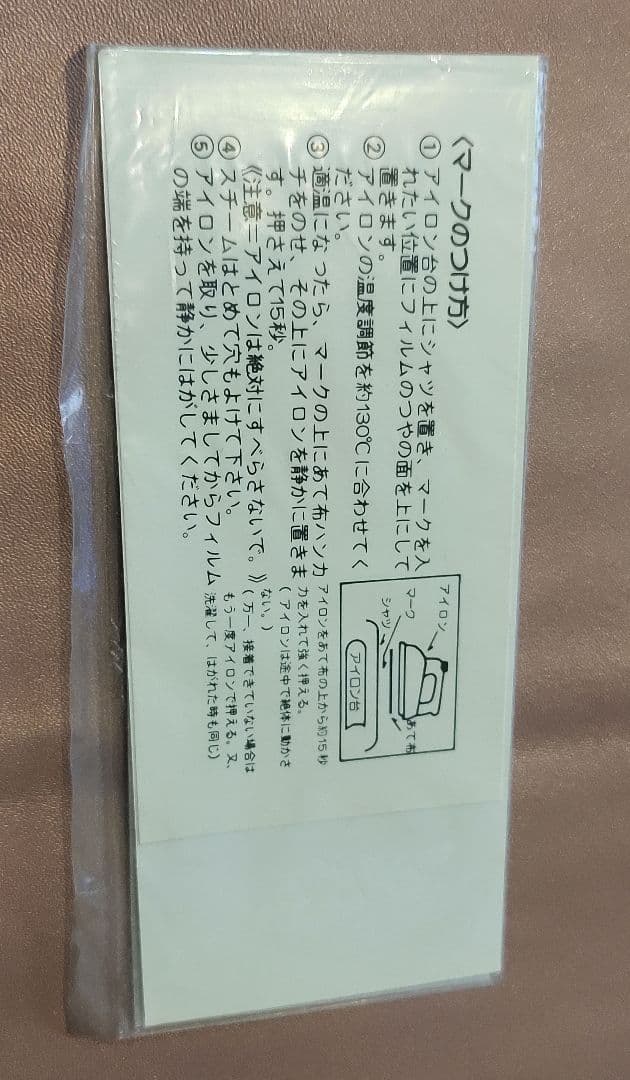 〈マークのつけ方〉
① アイロン台の上にシャツを置き、マークを入
れたい位置にフィルムのつやの面を上にして
置きます。
② アイロンの温度調節を約130℃に合わせてく
ださい。
③ 適温になったら、マークの上にあて布ハンカ
チをのせ、その上にアイロンを静かに置きま
す。押さえて15秒。
《注意＝アイロンは絶対にすべらさないで。》
④ スチームはとめて穴もよけて下さい。
⑤ アイロンを取り、少しさましてからフィルム
の端を持って静かにはがしてください。
アイロン
マーク
シャツ
あて布
アイロン台
アイロンをあて布の上から約15秒
力を入れて強く押える。
(アイロンは途中で絶体に動かさ
ない。)
(万一、接着できていない場合は
もう一度アイロンで押える。又、
洗濯して、はがれた時も同じ)